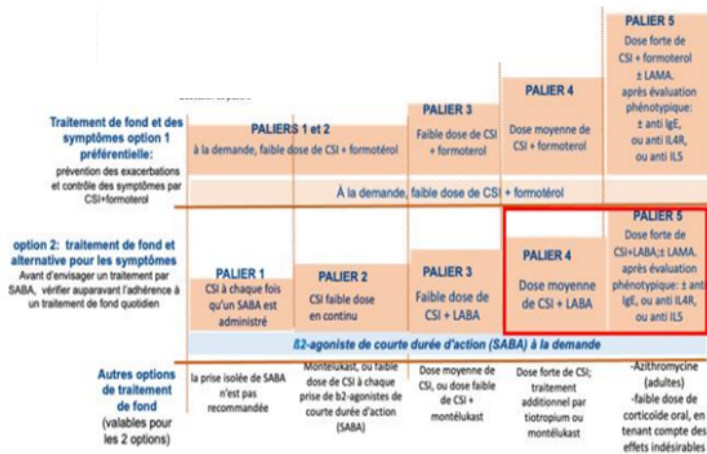 PALIER 5
Dose forte de
CSI + formoterol
± LAMA.
après évaluation
phénotypique:
± anti IgE,
ou anti IL4R,
ou anti IL5
PALIER 4
Dose moyenne de
CSI + formoterol
PALIER 3
Faible dose de CSI
+ formoterol
PALIERS 1 et 2
à la demande, faible dose de CSI + formotérol
Traitement de fond et des
symptômes option 1
préférentielle:
prévention des exacerbations
et contrôle des symptômes par
CSI+formoterol
À la demande, faible dose de CSI + formotérol
option 2: traitement de fond et
alternative pour les symptômes
Avant d'envisager un traitement par
SABA, vérifier auparavant l'adhérence à
un traitement de fond quotidien
PALIER 1
CSI à chaque fois
qu'un SABA est
administré
PALIER 2
CSI faible dose
en continu
PALIER 3
Faible dose de
CSI + LABA
PALIER 4
Dose moyenne
de CSI + LABA
PALIER 5
Dose forte de
CSI+LABA;± LAMA.
après évaluation
phénotypique: ± anti
IgE, ou anti IL4R,
ou anti IL5
ß2-agoniste de courte durée d'action (SABA) à la demande
Autres options
de traitement
de fond
(valables pour
les 2 options)
la prise isolée de SABA
n'est pas
recommandée
Montélukast, ou faible
dose de CSI à chaque
prise de b2-agonistes de
courte durée d'action
(SABA)
Dose moyenne de
CSI, ou dose faible
de CSI +
montélukast
Dose forte de CSI;
traitement
additionnel par
tiotropium ou
montélukast
-Azithromycine
(adultes)
-faible dose de
corticoïde oral, en
tenant compte des
effets indésirables